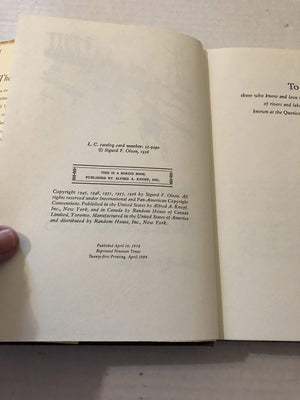 The
L. C. catalog card number: 55-9290
© Sigurd F. Olson, 1956
THIS IS A BORZOI BOOK
PUBLISHED BY ALFRED A. KNOPF, INC.
Copyright 1945, 1948, 1951, 1955, 1956 by Sigurd F. Olson. All
rights reserved under International and Pan-American Copyright
Conventions. Published in the United States by Alfred A. Knopf,
Inc., New York, and in Canada by Random House of Canada
Limited, Toronto. Manufactured in the United States of America
and distributed by Random House, Inc., New York.
Published April 16, 1956
Reprinted Nineteen Times
Twenty-first Printing, April 1984
To
those who know and love
of rivers and
known as the Quetico